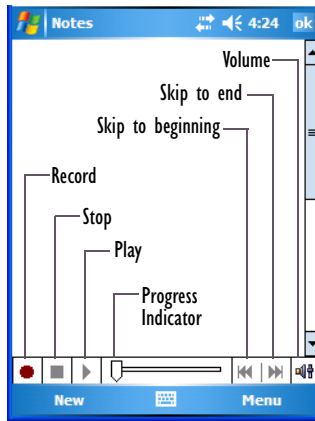 Notes 4:24 ok
Volume
Skip to end
Skip to beginning
Record
Stop
Play
Progress
Indicator
New Menu